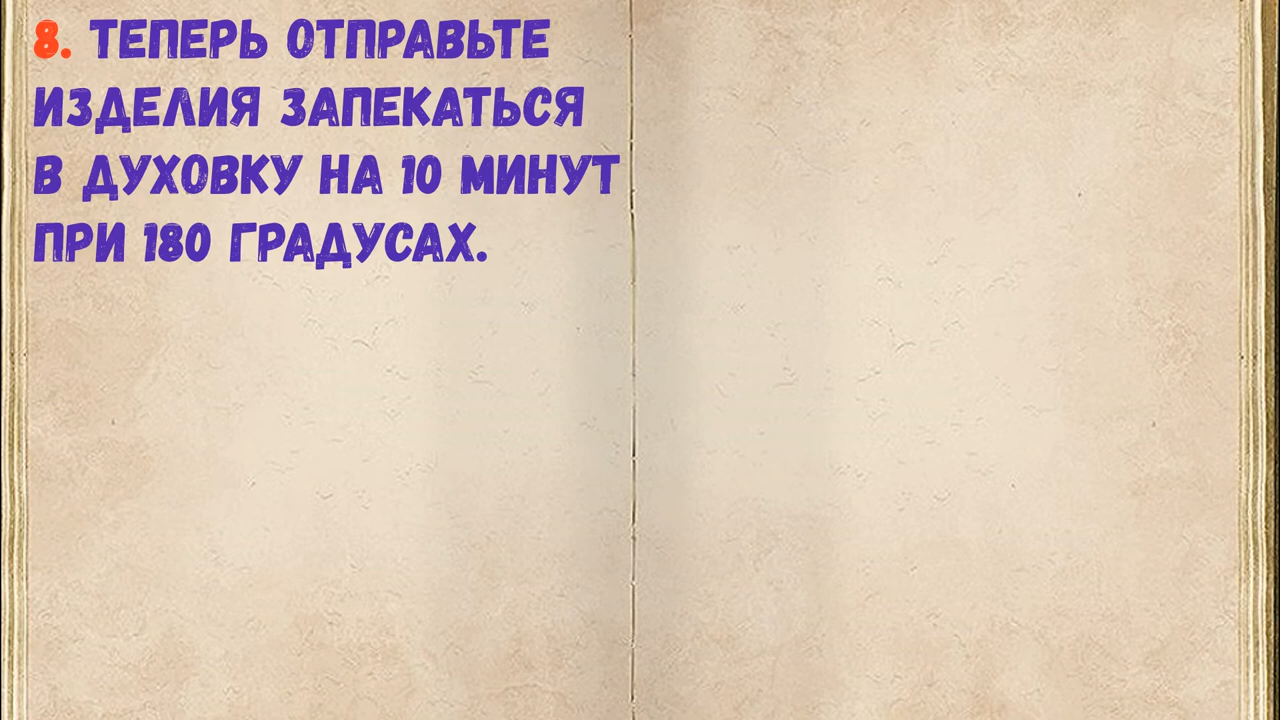 8. ТЕПЕРЬ ОТПРАВЬТЕ
ИЗДЕЛИЯ ЗАПЕКАТЬСЯ
В ДУХОВКУ НА 10 МИНУТ
ПРИ 180 ГРАДУСАХ.